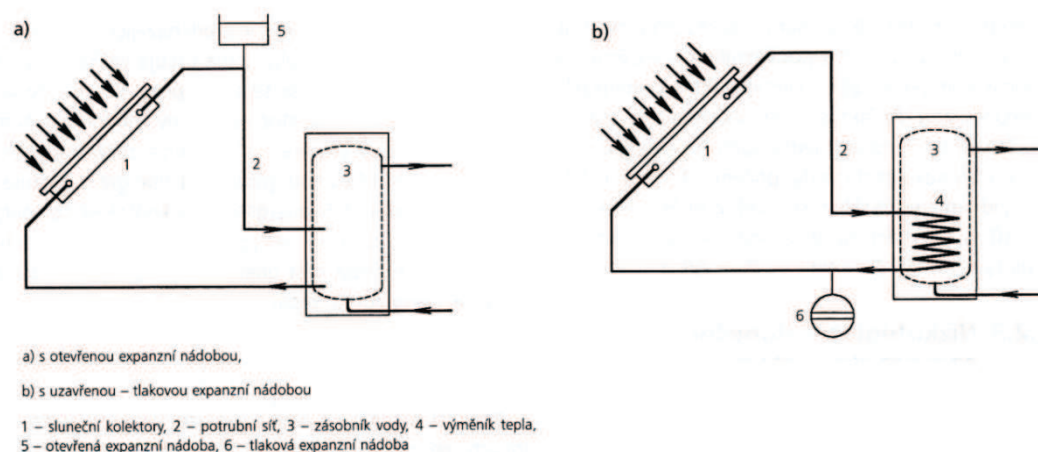 a)
5
1
2
3
b)
1
2
3
4
6
a) s otevřenou expanzní nádobou,
b) s uzavřenou – tlakovou expanzní nádobou
1 – sluneční kolektory, 2 – potrubní síť, 3 – zásobník vody, 4 – výměník tepla,
5 – otevřená expanzní nádoba, 6 – tlaková expanzní nádoba